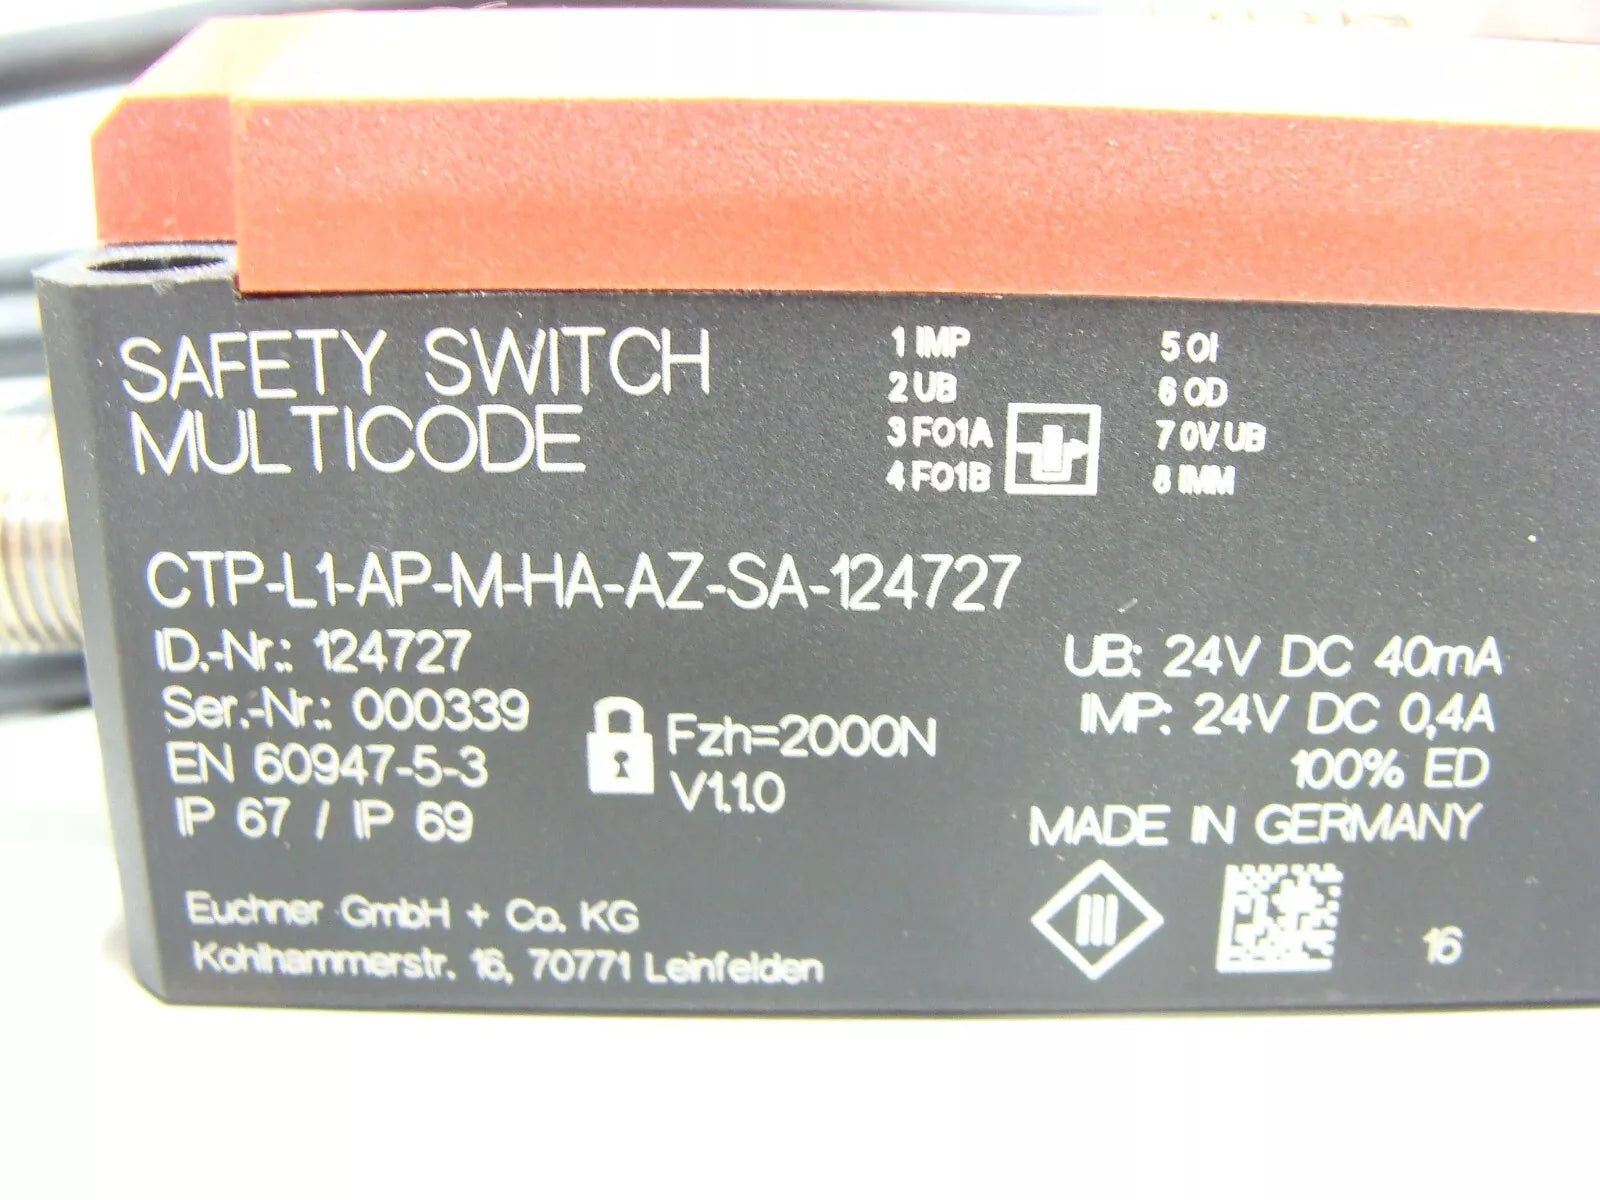 SAFETY SWITCH
MULTICODE
1 IMP
2 UB
3 FO1A
4 FO1B
5 OI
6 OD
7 0V UB
8 IMM
CTP-L1-AP-M-HA-AZ-SA-124727
ID.-Nr.: 124727
Ser.-Nr.: 000339
EN 60947-5-3
IP 67 / IP 69
Fzh=2000N
V1.1.0
UB: 24V DC 40mA
IMP: 24V DC 0,4A
100% ED
MADE IN GERMANY
Euchner GmbH + Co. KG
Kohlhammerstr. 16, 70771 Leinfelden
III
16